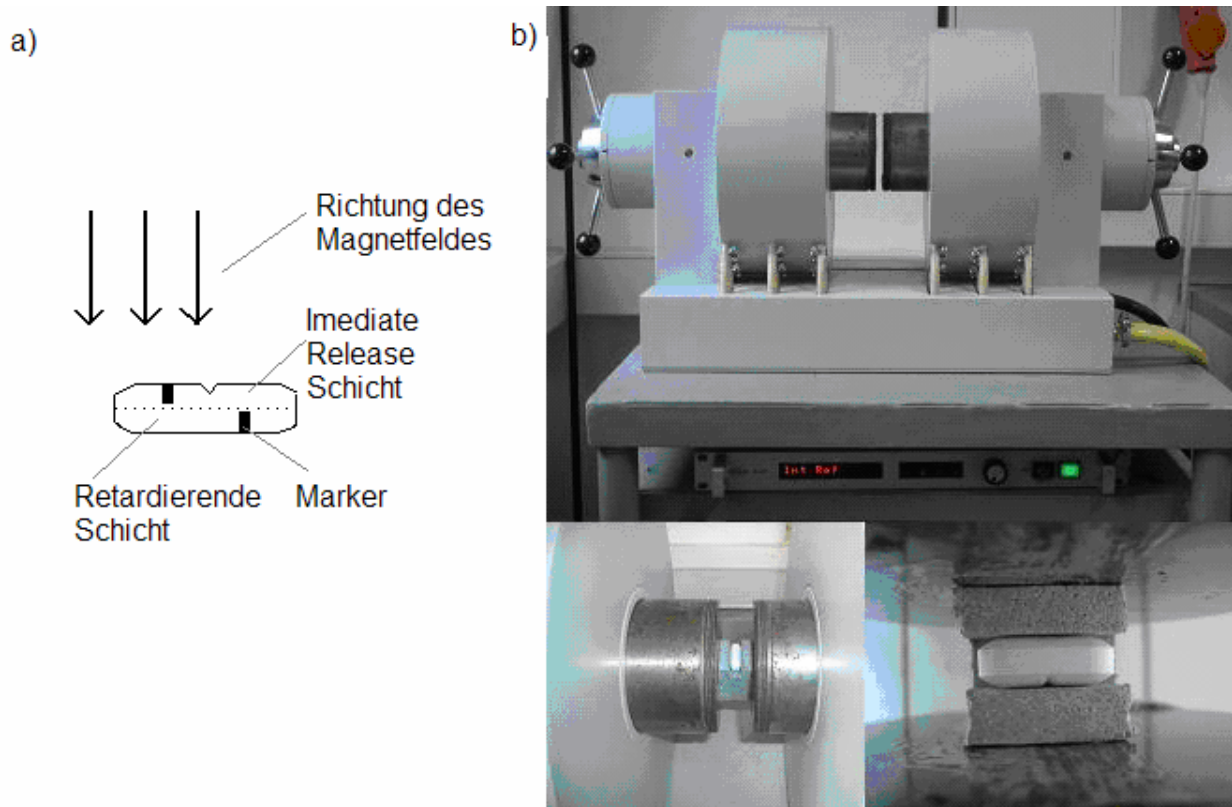 a)
Richtung des
Magnetfeldes
Imediate
Release
Schicht
Retardierende
Schicht
Marker
b)
Int Ref